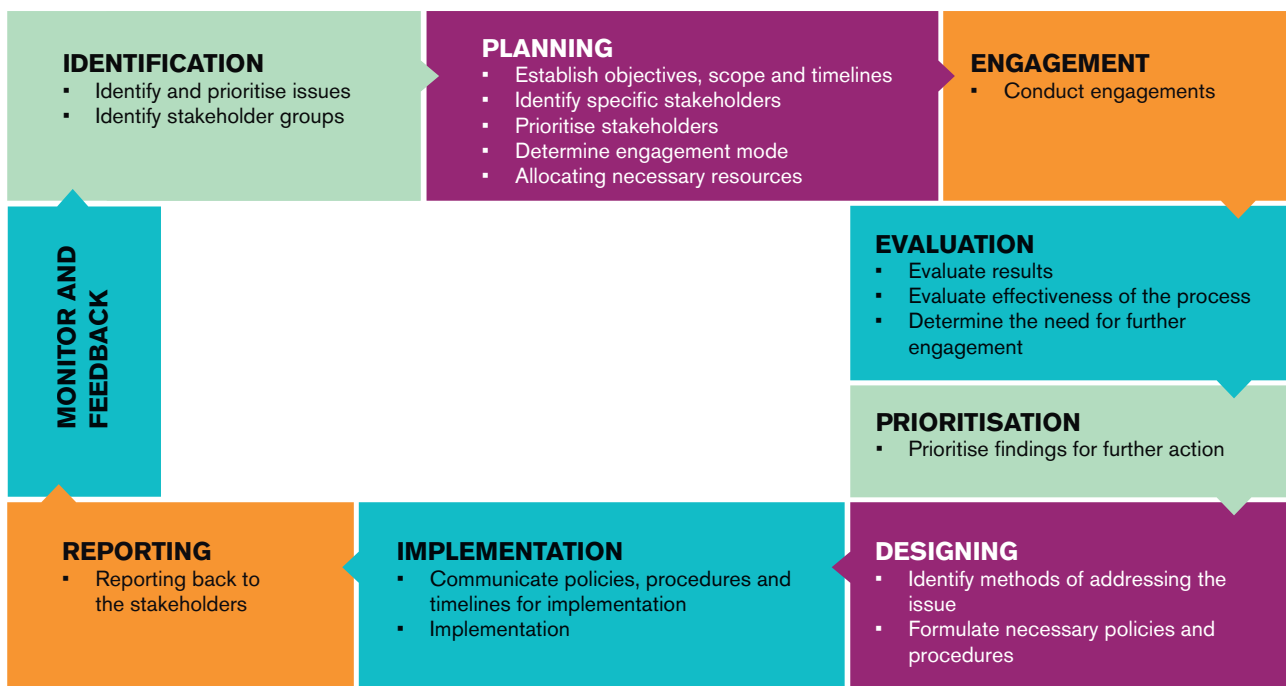 IDENTIFICATION
▪ Identify and prioritise issues
▪ Identify stakeholder groups
PLANNING
▪ Establish objectives, scope and timelines
▪ Identify specific stakeholders
▪ Prioritise stakeholders
▪ Determine engagement mode
▪ Allocating necessary resources
ENGAGEMENT
▪ Conduct engagements
EVALUATION
▪ Evaluate results
▪ Evaluate effectiveness of the process
▪ Determine the need for further
engagement
PRIORITISATION
▪ Prioritise findings for further action
DESIGNING
▪ Identify methods of addressing the
issue
▪ Formulate necessary policies and
procedures
IMPLEMENTATION
▪ Communicate policies, procedures and
timelines for implementation
▪ Implementation
REPORTING
▪ Reporting back to
the stakeholders
MONITOR AND
FEEDBACK